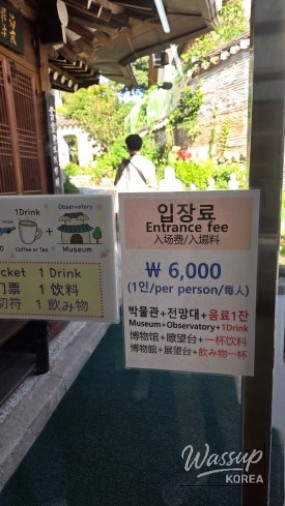 1Drink
Observatory
+
Coffee or Tea
Museum
cket 1 Drink
门票 1 饮料
切符 1 飲み物
입장료
Entrance fee
入场费/入場料
₩ 6,000
(1인/per person/每人)
박물관+전망대+음료1잔
Museum+Observatory+1Drink
博物馆+瞭望台+一杯饮料
博物館+展望台+飲み物一杯
Wassup
KOREA